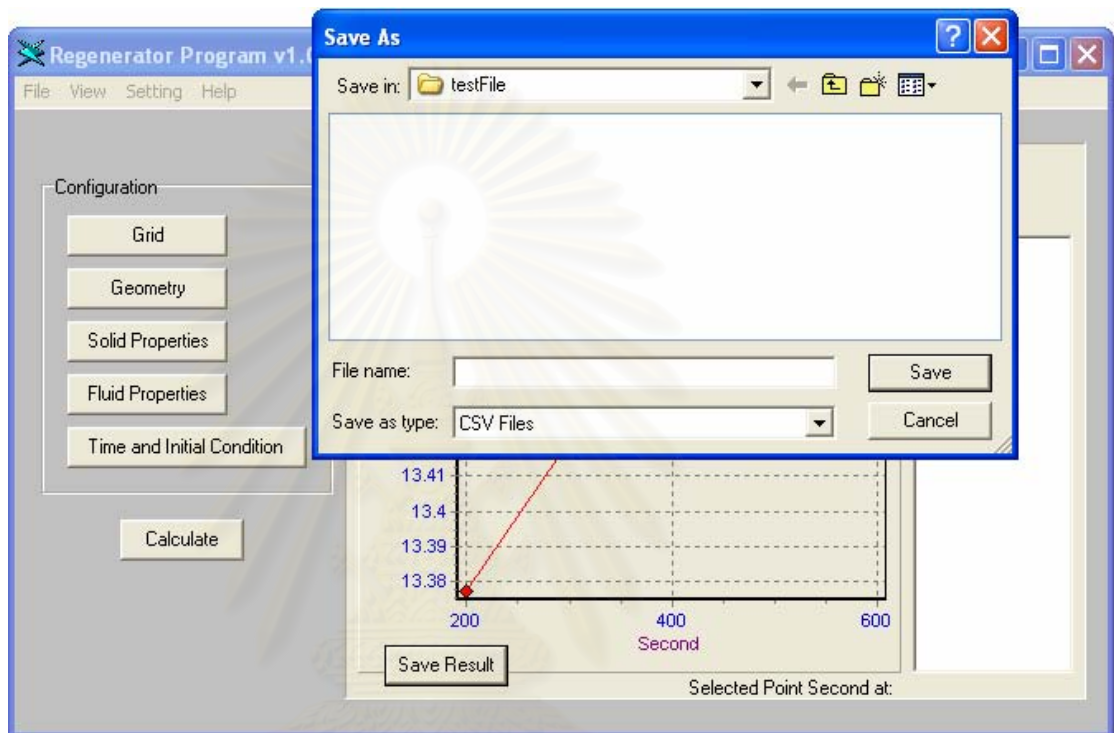 Regenerator Program v1.0
File View Setting Help
Configuration
Grid
Geometry
Solid Properties
Fluid Properties
Time and Initial Condition
Calculate
Save As
Save in: testFile
File name:
Save
Save as type: CSV Files
Cancel
13.41
13.4
13.39
13.38
200 400 600
Second
Save Result
Selected Point Second at: